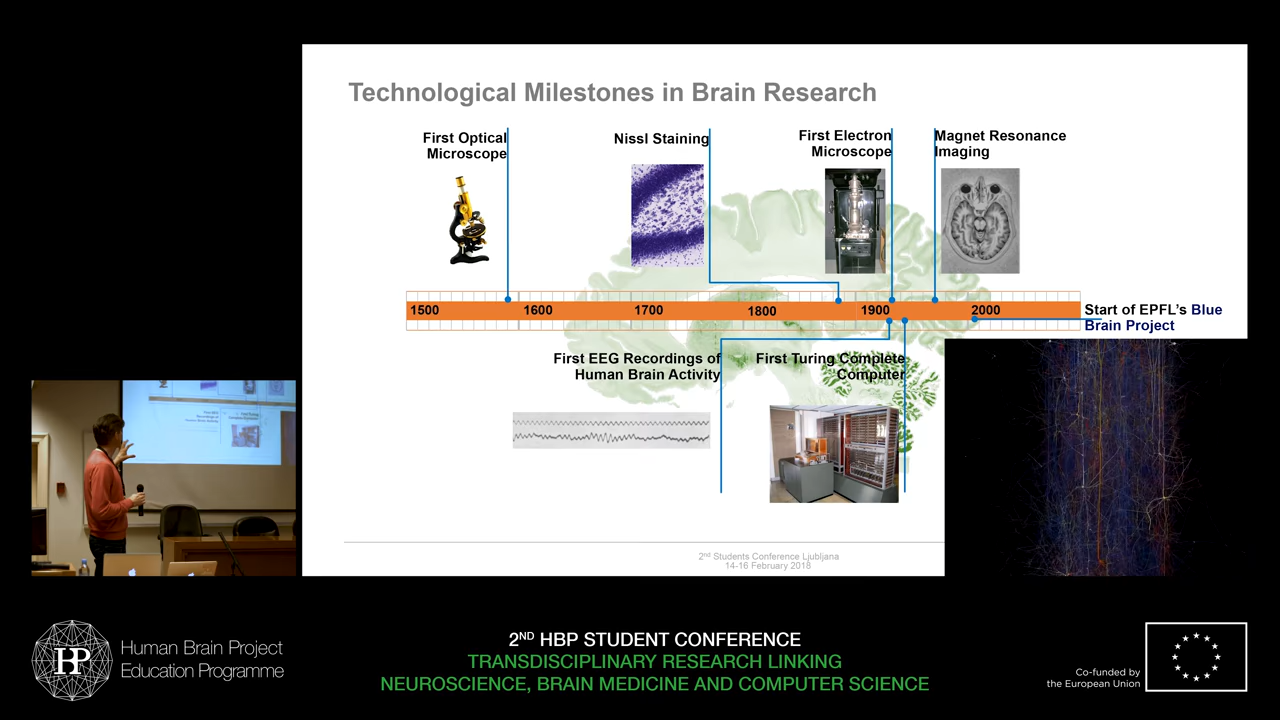 Technological Milestones in Brain Research
First Optical
Microscope
Nissl Staining
First Electron
Microscope
Magnet Resonance
Imaging
1500
1600
1700
1800
1900
2000
Start of EPFL's Blue
Brain Project
First EEG Recordings of
Human Brain Activity
First Turing Complete
Computer
2nd Students Conference Ljubljana
14-16 February 2018
HP
Human Brain Project
Education Programme
2ND HBP STUDENT CONFERENCE
TRANSDISCIPLINARY RESEARCH LINKING
NEUROSCIENCE, BRAIN MEDICINE AND COMPUTER SCIENCE
Co-funded by
the European Union